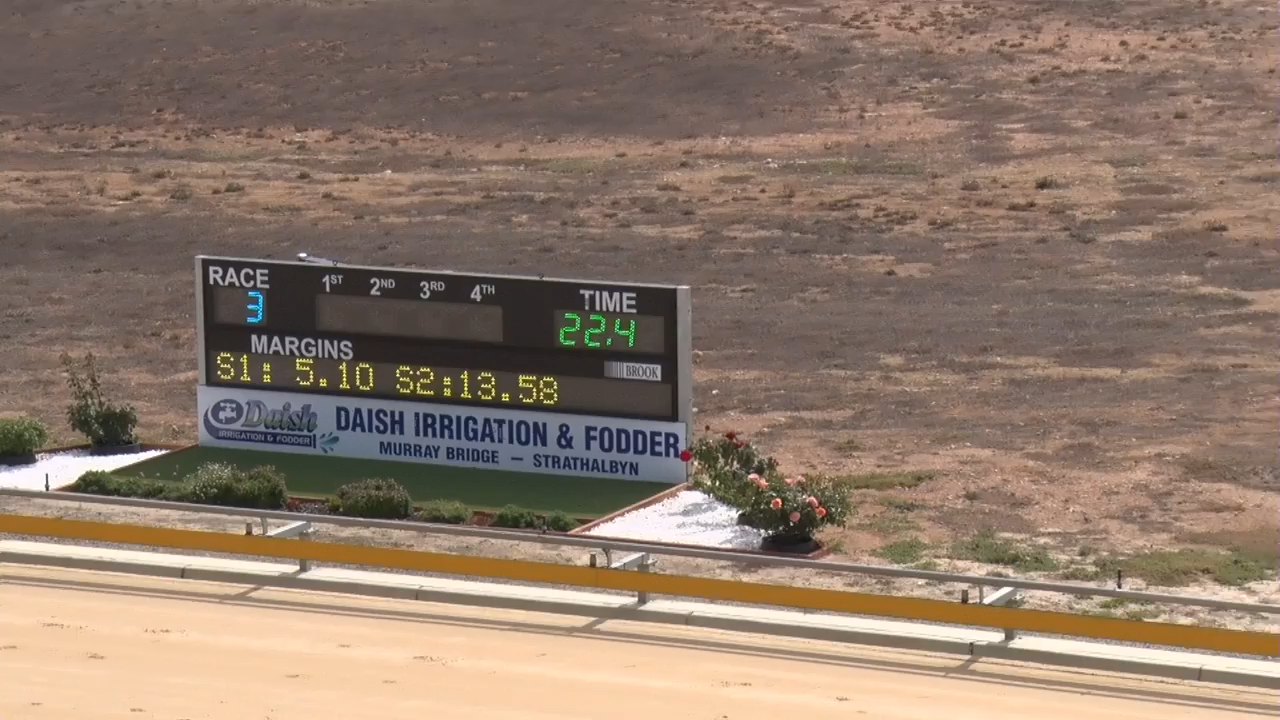 RACE 1ST 2ND 3RD 4TH TIME
3 22.4
MARGINS
BROOK
S1: 5.10 S2:13.58
Daish
IRRIGATION & FODDER
DAISH IRRIGATION & FODDER
MURRAY BRIDGE – STRATHALBYN